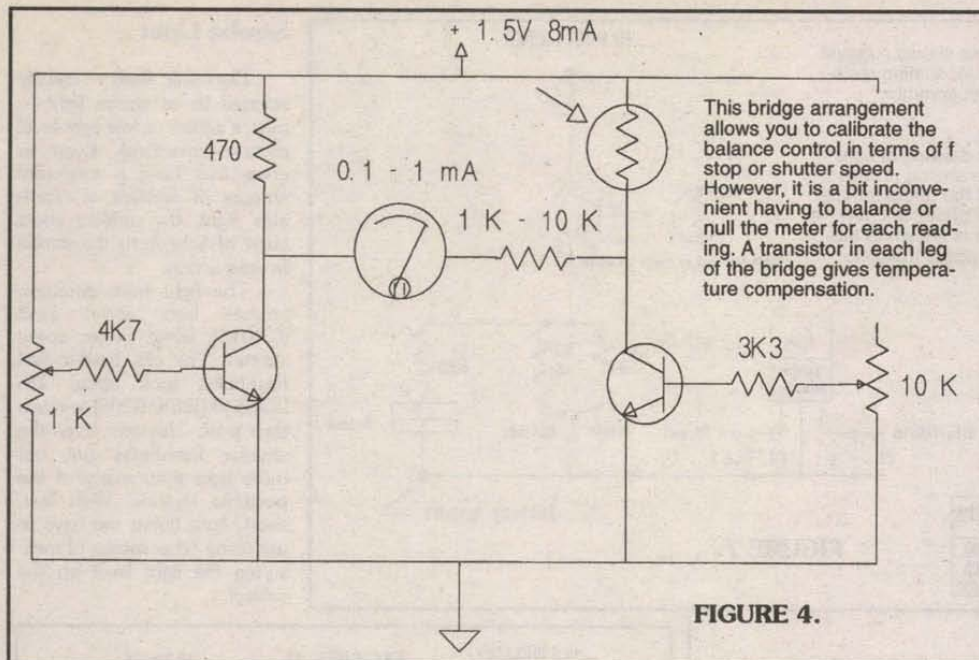 + 1.5V 8mA
470
0.1 - 1 mA
1 K - 10 K
This bridge arrangement
allows you to calibrate the
balance control in terms of f
stop or shutter speed.
However, it is a bit inconve-
nient having to balance or
null the meter for each read-
ing. A transistor in each leg
of the bridge gives tempera-
ture compensation.
4K7
1 K
3K3
10 K
FIGURE 4.